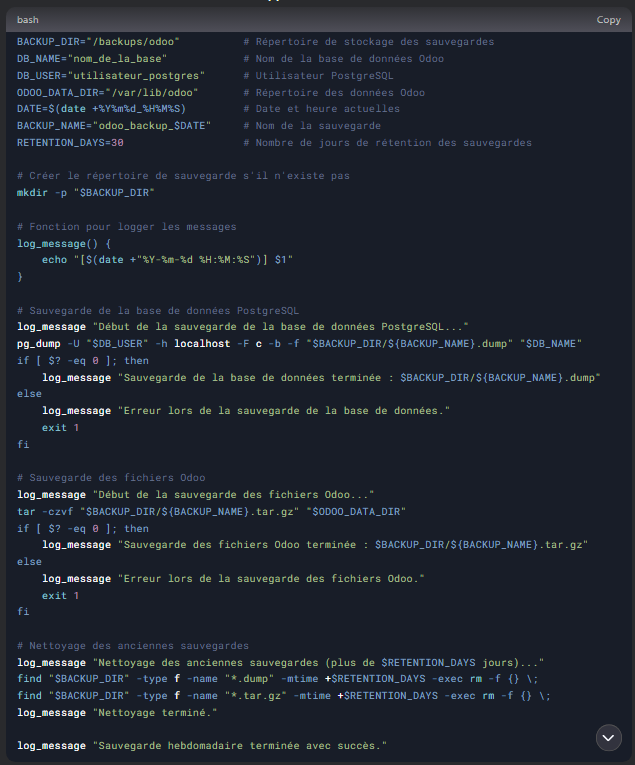 bash
Copy
BACKUP_DIR="/backups/odoo" # Répertoire de stockage des sauvegardes
DB_NAME="nom_de_la_base" # Nom de la base de données Odoo
DB_USER="utilisateur_postgres" # Utilisateur PostgreSQL
ODOO_DATA_DIR="/var/lib/odoo" # Répertoire des données Odoo
DATE=$(date +%Y%m%d_%H%M%S) # Date et heure actuelles
BACKUP_NAME="odoo_backup_$DATE" # Nom de la sauvegarde
RETENTION_DAYS=30 # Nombre de jours de rétention des sauvegardes
# Créer le répertoire de sauvegarde s'il n'existe pas
mkdir -p "$BACKUP_DIR"
# Fonction pour logger les messages
log_message() {
    echo "[$(date +"%Y-%m-%d %H:%M:%S")] $1"
}
# Sauvegarde de la base de données PostgreSQL
log_message "Début de la sauvegarde de la base de données PostgreSQL..."
pg_dump -U "$DB_USER" -h localhost -F c -b -f "$BACKUP_DIR/${BACKUP_NAME}.dump" "$DB_NAME"
if [ $? -eq 0 ]; then
    log_message "Sauvegarde de la base de données terminée : $BACKUP_DIR/${BACKUP_NAME}.dump"
else
    log_message "Erreur lors de la sauvegarde de la base de données."
    exit 1
fi
# Sauvegarde des fichiers Odoo
log_message "Début de la sauvegarde des fichiers Odoo..."
tar -czvf "$BACKUP_DIR/${BACKUP_NAME}.tar.gz" "$ODOO_DATA_DIR"
if [ $? -eq 0 ]; then
    log_message "Sauvegarde des fichiers Odoo terminée : $BACKUP_DIR/${BACKUP_NAME}.tar.gz"
else
    log_message "Erreur lors de la sauvegarde des fichiers Odoo."
    exit 1
fi
# Nettoyage des anciennes sauvegardes
log_message "Nettoyage des anciennes sauvegardes (plus de $RETENTION_DAYS jours)..."
find "$BACKUP_DIR" -type f -name "*.dump" -mtime +$RETENTION_DAYS -exec rm -f {} \;
find "$BACKUP_DIR" -type f -name "*.tar.gz" -mtime +$RETENTION_DAYS -exec rm -f {} \;
log_message "Nettoyage terminé."
log_message "Sauvegarde hebdomadaire terminée avec succès."